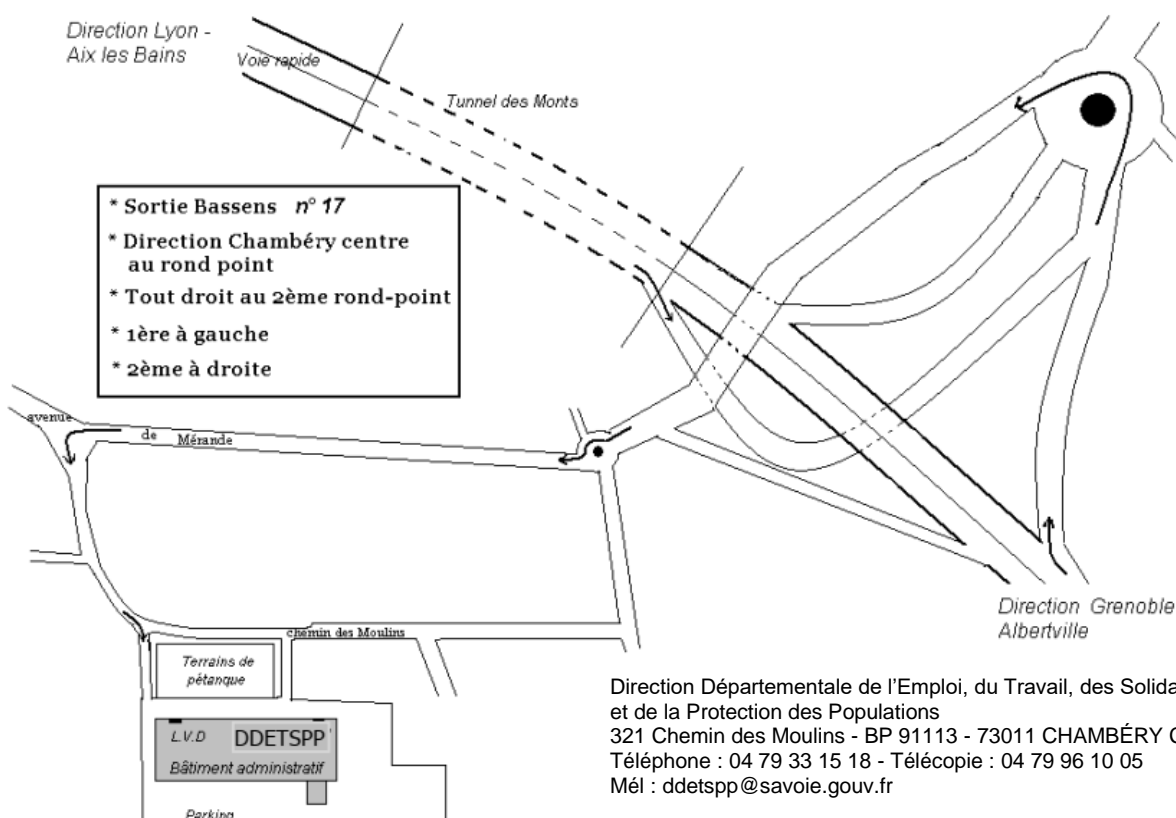 Direction Lyon -
Aix les Bains
Voie rapide
Tunnel des Monts
* Sortie Bassens n° 17
* Direction Chambéry centre
au rond point
* Tout droit au 2ème rond-point
* 1ère à gauche
* 2ème à droite
avenue
de
Mérande
Direction Grenoble
Albertville
chemin des Moulins
Terrains de
pétanque
L.V.D DDETSPP
Bâtiment administratif
Parking
Direction Départementale de l'Emploi, du Travail, des Solida
et de la Protection des Populations
321 Chemin des Moulins - BP 91113 - 73011 CHAMBÉRY C
Téléphone : 04 79 33 15 18 - Télécopie : 04 79 96 10 05
Mél : ddetspp@savoie.gouv.fr